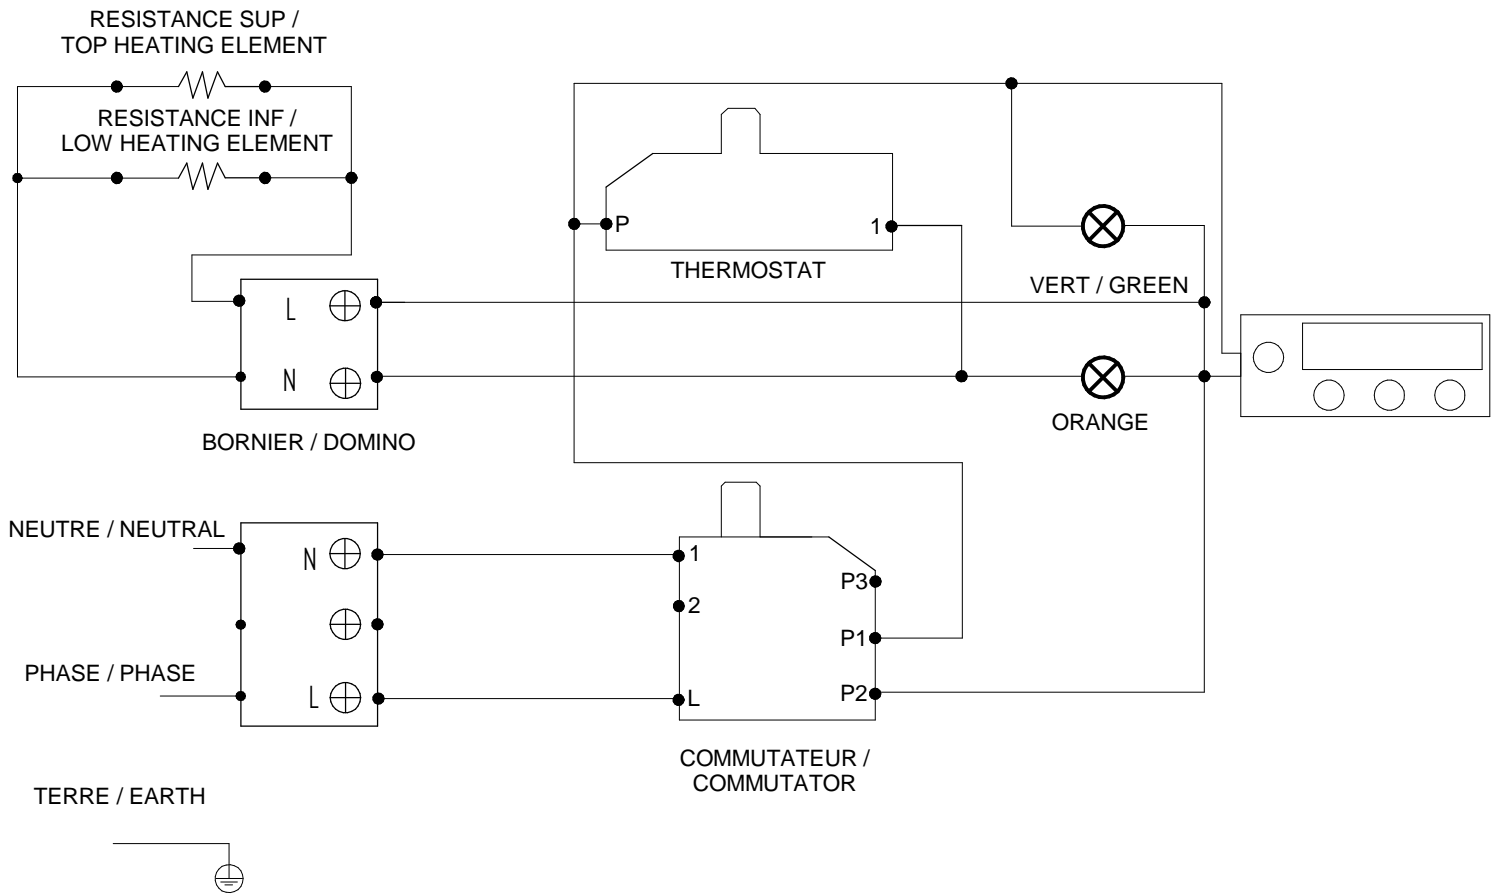 RESISTANCE SUP /
TOP HEATING ELEMENT
RESISTANCE INF /
LOW HEATING ELEMENT
P
1
THERMOSTAT
VERT / GREEN
L
N
ORANGE
BORNIER / DOMINO
NEUTRE / NEUTRAL
N
1
P3
2
P1
PHASE / PHASE
L
L
P2
COMMUTATEUR /
COMMUTATOR
TERRE / EARTH